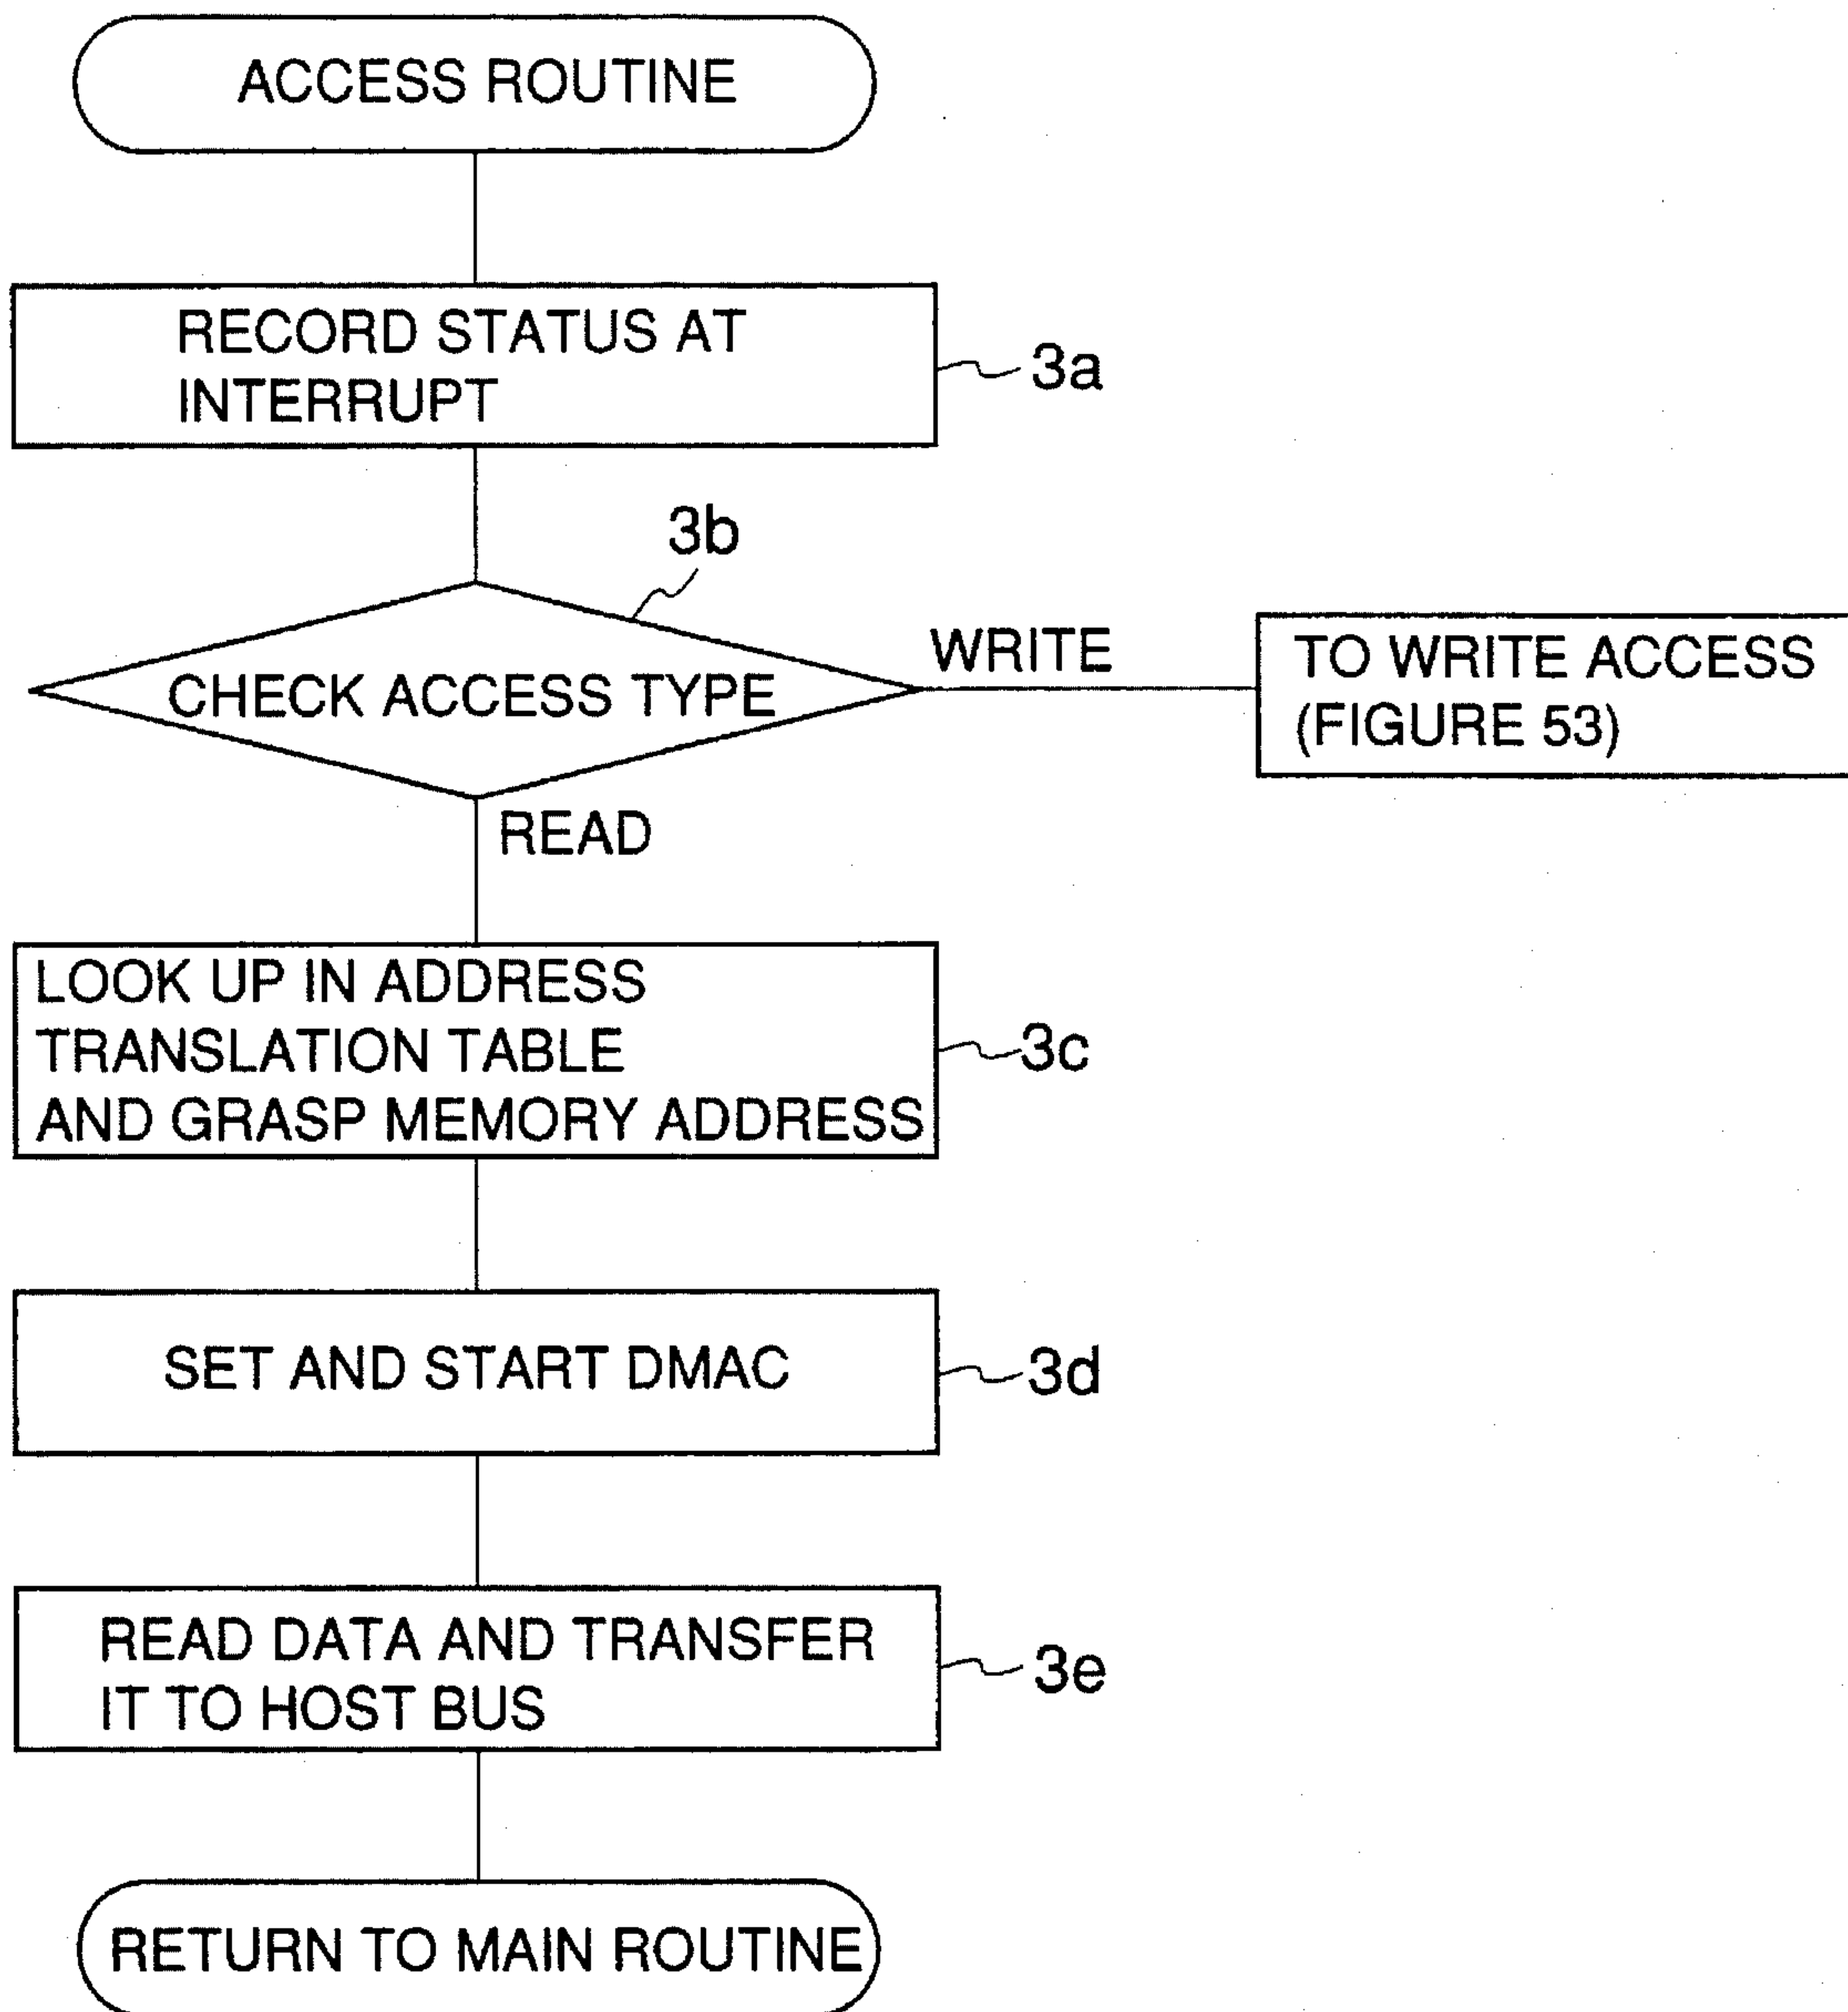 ACCESS ROUTINE
RECORD STATUS AT
INTERRUPT
3a
3b
CHECK ACCESS TYPE
WRITE
TO WRITE ACCESS
(FIGURE 53)
READ
LOOK UP IN ADDRESS
TRANSLATION TABLE
AND GRASP MEMORY ADDRESS
3c
SET AND START DMAC
3d
READ DATA AND TRANSFER
IT TO HOST BUS
3e
RETURN TO MAIN ROUTINE